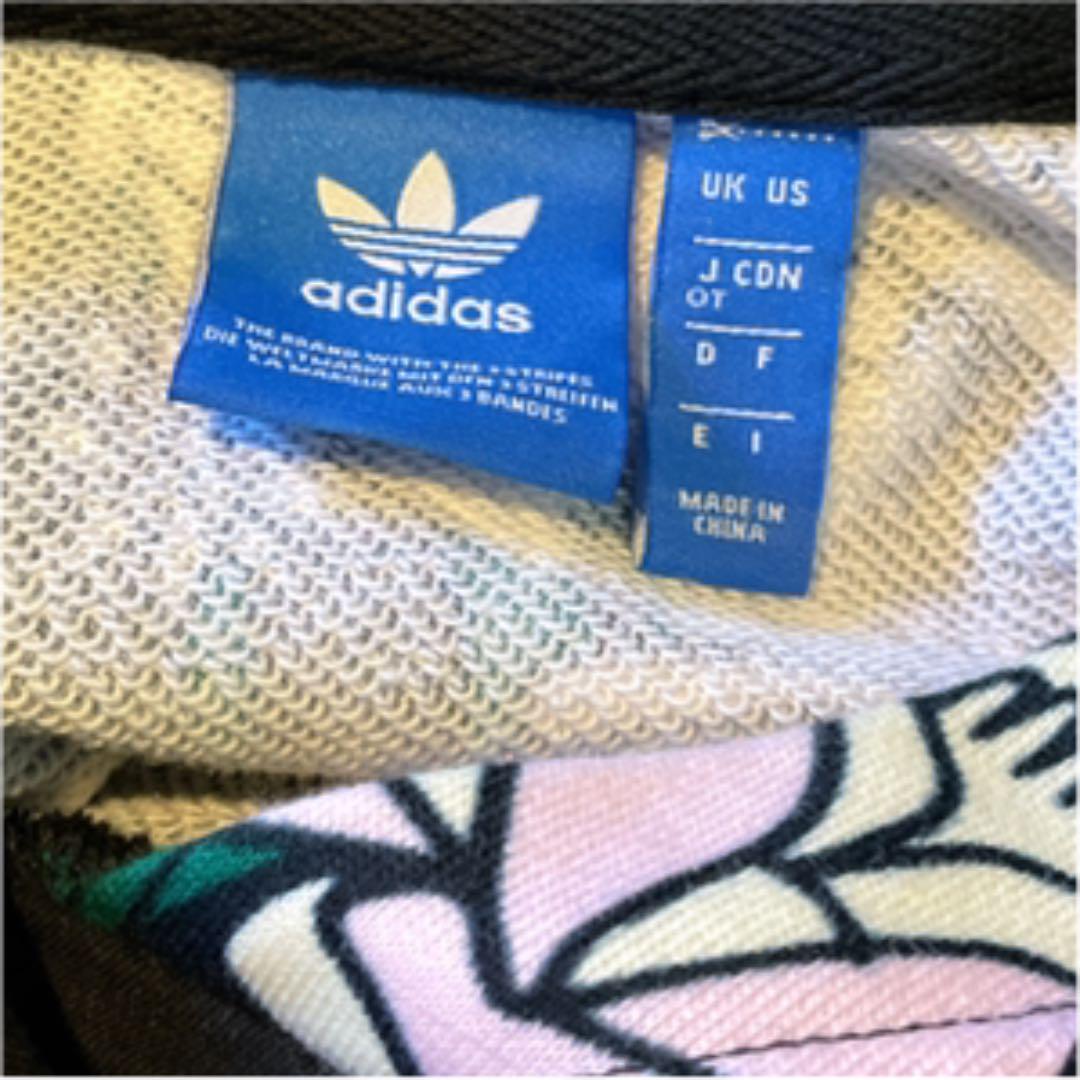 adidas
THE BRAND WITH THE 3 STRIPES
DIE WELTMARKE MIT DEN 3 STREIFEN
LA MARQUE AUX 3 BANDES
UK US
J CDN
OT
D F
E I
MADE IN
CHINA